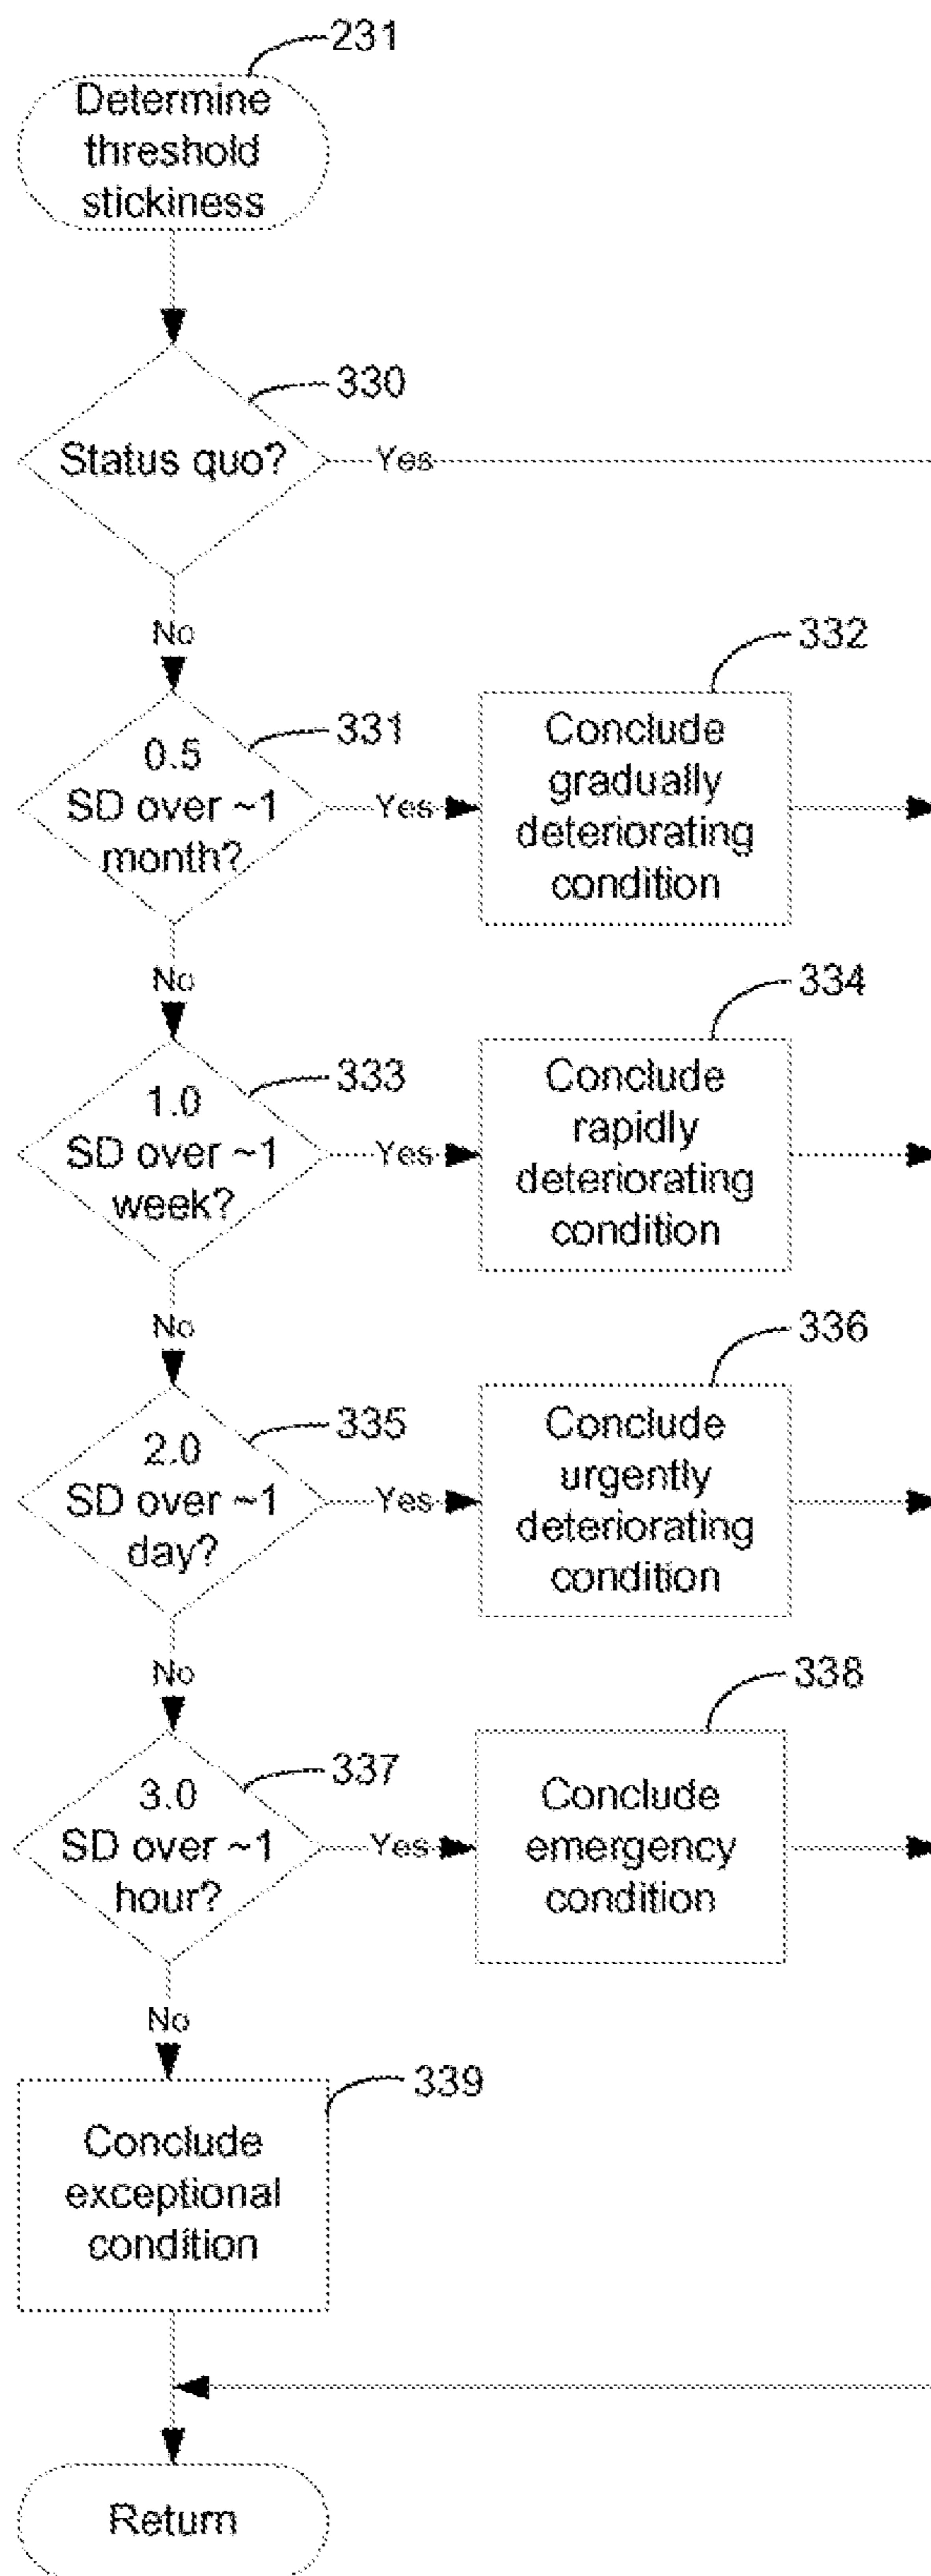 231
Determine
threshold
stickiness
330
Status quo?
Yes
No
332
331
0.5
SD over ~1
month?
Yes
Conclude
gradually
deteriorating
condition
No
334
333
1.0
SD over ~1
week?
Yes
Conclude
rapidly
deteriorating
condition
No
336
335
2.0
SD over ~1
day?
Yes
Conclude
urgently
deteriorating
condition
No
338
337
3.0
SD over ~1
hour?
Yes
Conclude
emergency
condition
No
339
Conclude
exceptional
condition
Return